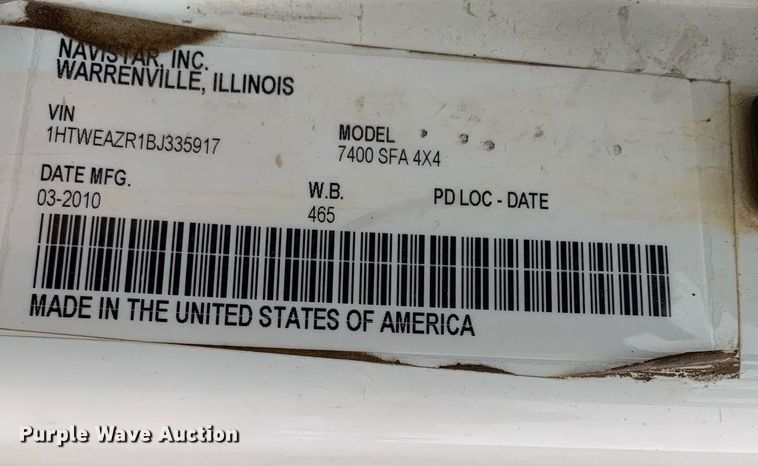 NAVISTAR, INC.
WARRENVILLE, ILLINOIS
VIN
1HTWEAZR1BJ335917
MODEL
7400 SFA 4X4
DATE MFG.
03-2010
W.B.
465
PD LOC - DATE
MADE IN THE UNITED STATES OF AMERICA
Purple Wave Auction